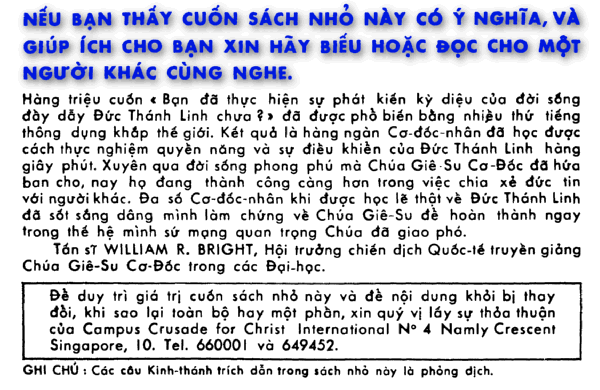 NẾU BẠN THẤY CUỐN SÁCH NHỎ NÀY CÓ Ý NGHĨA, VÀ
GIÚP ÍCH CHO BẠN XIN HÃY BIẾU HOẶC ĐỌC CHO MỘT
NGƯỜI KHÁC CÙNG NGHE.
Hàng triệu cuốn « Bạn đã thực hiện sự phát kiến kỳ diệu của đời sống
đầy dẫy Đức Thánh Linh chưa ? » đã được phổ biến bằng nhiều thứ tiếng
thông dụng khắp thế giới. Kết quả là hàng ngàn Cơ-đốc-nhân đã học được
cách thực nghiệm quyền năng và sự điều khiển của Đức Thánh Linh hàng
giây phút. Xuyên qua đời sống phong phú mà Chúa Giê-Su Cơ-Đốc đã hứa
ban cho, nay họ đang thành công càng hơn trong việc chia xẻ đức tin
với người khác. Đa số Cơ-đốc-nhân khi được học lẽ thật về Đức Thánh Linh
đã sốt sắng dâng mình làm chứng về Chúa Giê-Su để hoàn thành ngay
trong thế hệ mình sứ mạng quan trọng Chúa đã giao phó.
Tấn sĩ WILLIAM R. BRIGHT, Hội trưởng chiến dịch Quốc-tế truyền giảng
Chúa Giê-Su Cơ-Đốc trong các Đại-học.
Để duy trì giá trị cuốn sách nhỏ này và để nội dung khỏi bị thay
đổi, khi sao lại toàn bộ hay một phần, xin quý vị lấy sự thỏa thuận
của Campus Crusade for Christ International Nº 4 Namly Crescent
Singapore, 10. Tel. 660001 và 649452.
GHI CHÚ : Các câu Kinh-thánh trích dẫn trong sách nhỏ này là phỏng dịch.